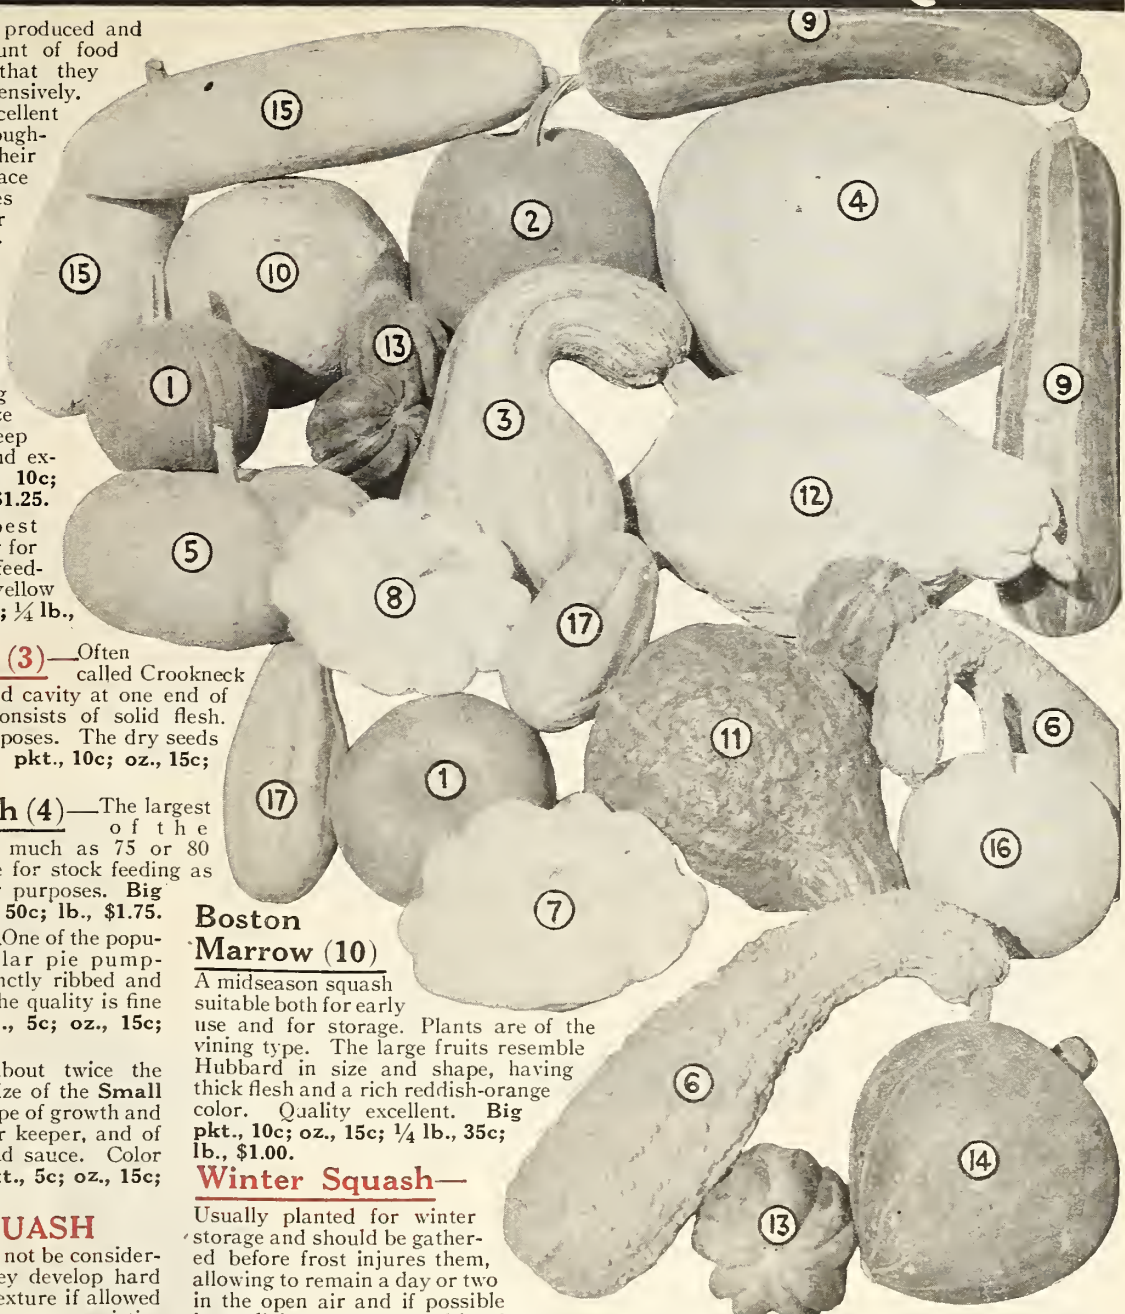 produced and
unt of food
that they
ensively.
cellent
ough-
heir
ace
es
r
9
15
2
4
15
10
13
1
3
9
12
5
8
17
g
ce
eep
nd ex-
10c;
$1.25.
best
for
feed-
yellow
; ¼ lb.,
(3)—Often
called Crookneck
d cavity at one end of
onsists of solid flesh.
poses. The dry seeds
pkt., 10c; oz., 15c;
h (4)—The largest
of the
much as 75 or 80
e for stock feeding as
r purposes. Big
50c; lb., $1.75.
One of the popu-
lar pie pump-
nctly ribbed and
he quality is fine
., 5c; oz., 15c;
bout twice the
ize of the Small
pe of growth and
r keeper, and of
d sauce. Color
kt., 5c; oz., 15c;
UASH
not be consider-
ey develop hard
exture if allowed
11
6
17
1
16
7
6
14
13
Boston
Marrow (10)
A midseason squash
suitable both for early
use and for storage. Plants are of the
vining type. The large fruits resemble
Hubbard in size and shape, having
thick flesh and a rich reddish-orange
color. Quality excellent. Big
pkt., 10c; oz., 15c; ¼ lb., 35c;
lb., $1.00.
Winter Squash—
Usually planted for winter
storage and should be gather-
ed before frost injures them,
allowing to remain a day or two
in the open air and if possible